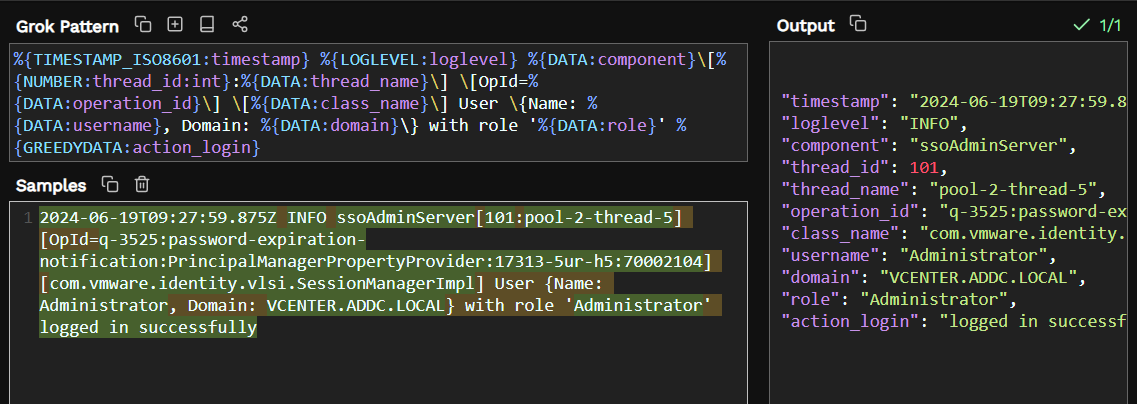 Grok Pattern
%{TIMESTAMP_ISO8601:timestamp} %{LOGLEVEL:loglevel} %{DATA:component}\[%
{NUMBER:thread_id:int}:%{DATA:thread_name}\] \[OpId=%
{DATA:operation_id}\] \[%{DATA:class_name}\] User \{Name: %
{DATA:username}, Domain: %{DATA:domain}\} with role '%{DATA:role}' %
{GREEDYDATA:action_login}
Samples
1 2024-06-19T09:27:59.875Z INFO ssoAdminServer[101:pool-2-thread-5]
[OpId=q-3525:password-expiration-
notification:PrincipalManagerPropertyProvider:17313-5ur-h5:70002104]
[com.vmware.identity.vlsi.SessionManagerImpl] User {Name:
Administrator, Domain: VCENTER.ADDC.LOCAL} with role 'Administrator'
logged in successfully
Output
1/1
"timestamp": "2024-06-19T09:27:59.8
"loglevel": "INFO",
"component": "ssoAdminServer",
"thread_id": 101,
"thread_name": "pool-2-thread-5",
"operation_id": "q-3525:password-ex
"class_name": "com.vmware.identity.
"username": "Administrator",
"domain": "VCENTER.ADDC.LOCAL",
"role": "Administrator",
"action_login": "logged in successf